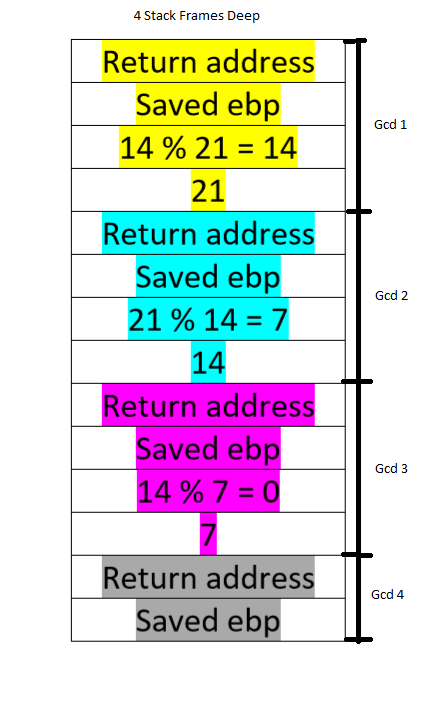 4 Stack Frames Deep
Return address
Saved ebp
14 % 21 = 14
21
Gcd 1
Return address
Saved ebp
21 % 14 = 7
14
Gcd 2
Return address
Saved ebp
14 % 7 = 0
7
Gcd 3
Return address
Saved ebp
Gcd 4